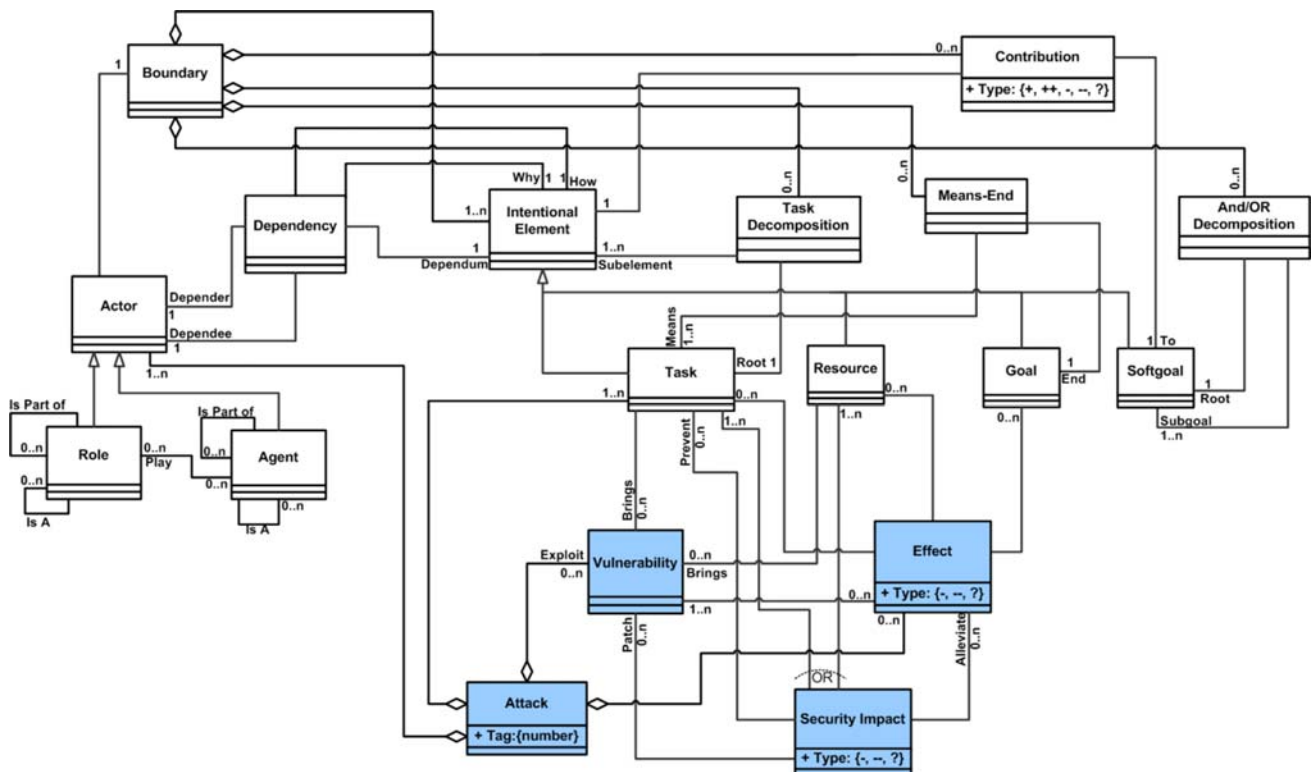 0..n
Contribution
+ Type: {+, ++, -, --, ?}
Boundary
1
0..n
0..n
0..n
Why
1
1
How
1
Means-End
Dependency
1..n
Intentional
Element
Task
Decomposition
And/OR
Decomposition
1
Dependum
1..n
Subelement
Actor
Depender
1
Dependee
1
1..n
Means
1..n
Task
Root 1
Resource
Goal
1
End
1
To
Softgoal
1
Root
Subgoal
1..n
1..n
0..n
0..n
1..n
0..n
1..n
Prevent
0..n
Is Part of
0..n
Role
0..n
Is A
0..n
Play
0..n
Is Part of
0..n
Agent
0..n
Is A
Brings
0..n
Exploit
0..n
Vulnerability
0..n
Brings
1..n
0..n
Effect
+ Type: {-, --, ?}
0..n
Patch
0..n
Alleviate
0..n
Attack
+ Tag:{number}
OR
Security Impact
+ Type: {-, --, ?}